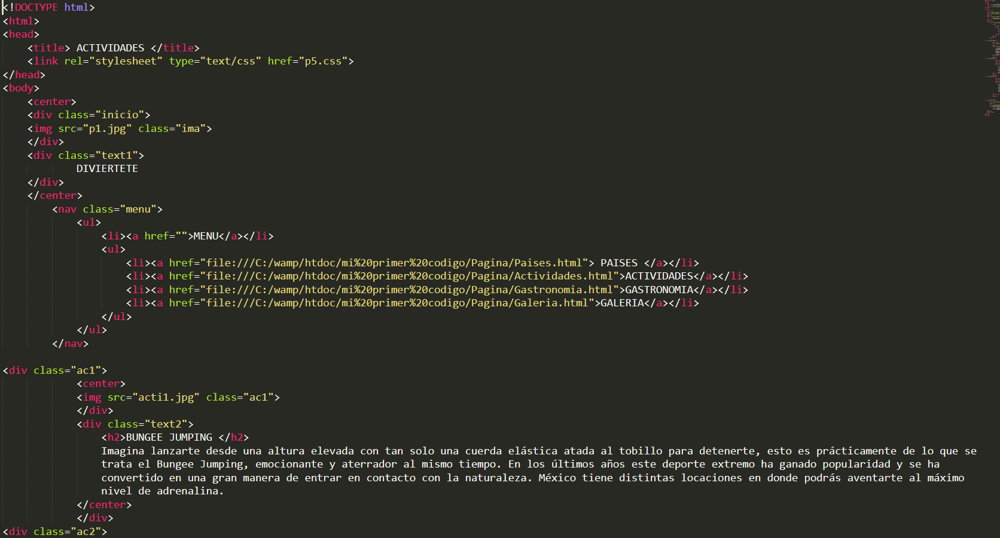 <!DOCTYPE html>
<html>
<head>
    <title> ACTIVIDADES </title>
    <link rel="stylesheet" type="text/css" href="p5.css">
</head>
<body>
    <center>
    <div class="inicio">
    <img src="p1.jpg" class="ima">
    </div>
    <div class="text1">
            DIVIERTETE
    </div>
    </center>
        <nav class="menu">
            <ul>
                <li><a href="">MENU</a></li>
                <ul>
                    <li><a href="file:///C:/wamp/htdoc/mi%20primer%20codigo/Pagina/Paises.html"> PAISES </a></li>
                    <li><a href="file:///C:/wamp/htdoc/mi%20primer%20codigo/Pagina/Actividades.html">ACTIVIDADES</a></li>
                    <li><a href="file:///C:/wamp/htdoc/mi%20primer%20codigo/Pagina/Gastronomia.html">GASTRONOMIA</a></li>
                    <li><a href="file:///C:/wamp/htdoc/mi%20primer%20codigo/Pagina/Galeria.html">GALERIA</a></li>
                </ul>
            </ul>
        </nav>

<div class="ac1">
            <center>
            <img src="acti1.jpg" class="ac1">
            </div>
            <div class="text2">
                <h2>BUNGEE JUMPING </h2>
                Imagina lanzarte desde una altura elevada con tan solo una cuerda elástica atada al tobillo para detenerte, esto es prácticamente de lo que se
                trata el Bungee Jumping, emocionante y aterrador al mismo tiempo. En los últimos años este deporte extremo ha ganado popularidad y se ha
                convertido en una gran manera de entrar en contacto con la naturaleza. México tiene distintas locaciones en donde podrás aventarte al máximo
                nivel de adrenalina.
            </center>
            </div>
<div class="ac2">